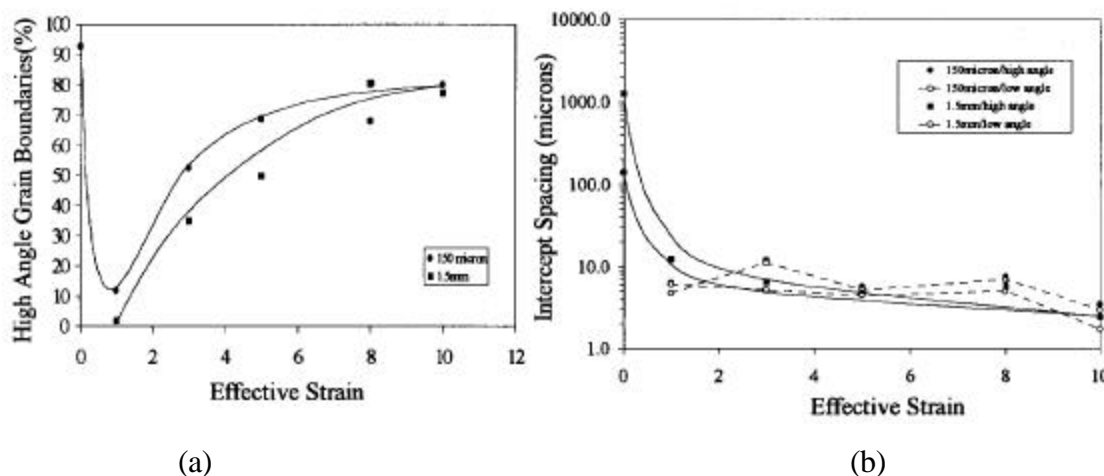 High Angle Grain Boundaries(%)
100
90
80
70
60
50
40
30
20
10
0
0 2 4 6 8 10 12
Effective Strain
150 micron
1.5mm
(a)
Intercept Spacing (microns)
10000.0
1000.0
100.0
10.0
1.0
0 2 4 6 8 10
Effective Strain
150micron/high angle
150micron/low angle
1.5mm/high angle
1.5mm/low angle
(b)